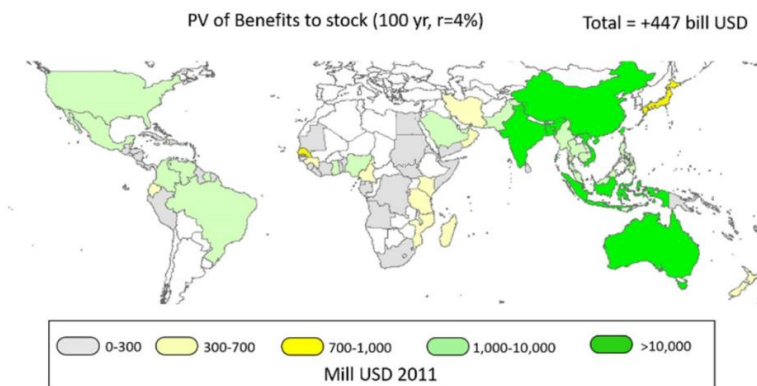 PV of Benefits to stock (100 yr, r=4%) Total = +447 bill USD
0-300 300-700 700-1,000 1,000-10,000 >10,000
Mill USD 2011